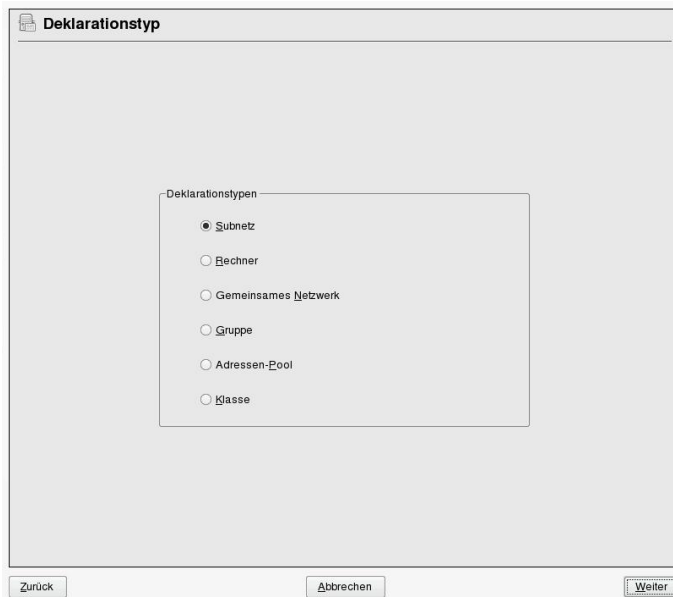 Deklarationstyp
Deklarationstypen
Subnetz
Rechner
Gemeinsames Netzwerk
Gruppe
Adressen-Pool
Klasse
Zurück
Abbrechen
Weiter